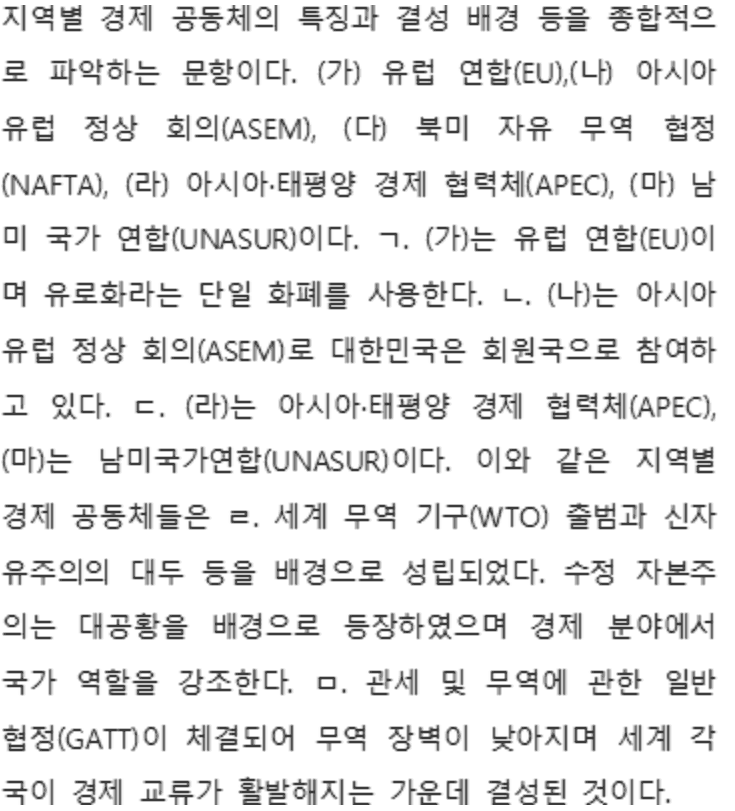 지역별 경제 공동체의 특징과 결성 배경 등을 종합적으
로 파악하는 문항이다. (가) 유럽 연합(EU),(나) 아시아
유럽 정상 회의(ASEM), (다) 북미 자유 무역 협정
(NAFTA), (라) 아시아·태평양 경제 협력체(APEC), (마) 남
미 국가 연합(UNASUR)이다. ㄱ. (가)는 유럽 연합(EU)이
며 유로화라는 단일 화폐를 사용한다. ㄴ. (나)는 아시아
유럽 정상 회의(ASEM)로 대한민국은 회원국으로 참여하
고 있다. ㄷ. (라)는 아시아·태평양 경제 협력체(APEC),
(마)는 남미국가연합(UNASUR)이다. 이와 같은 지역별
경제 공동체들은 ㄹ. 세계 무역 기구(WTO) 출범과 신자
유주의의 대두 등을 배경으로 성립되었다. 수정 자본주
의는 대공황을 배경으로 등장하였으며 경제 분야에서
국가 역할을 강조한다. ㅁ. 관세 및 무역에 관한 일반
협정(GATT)이 체결되어 무역 장벽이 낮아지며 세계 각
국이 경제 교류가 활발해지는 가운데 결성된 것이다.